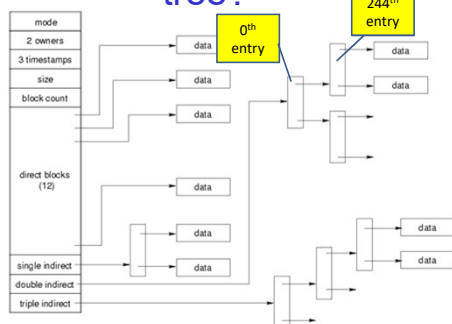 tree?
mode
2 owners
3 timestamps
size
block count
direct blocks
(12)
single indirect
double indirect
triple indirect
data
data
data
data
data
data
0th
entry
244th
entry
data
data
data
data